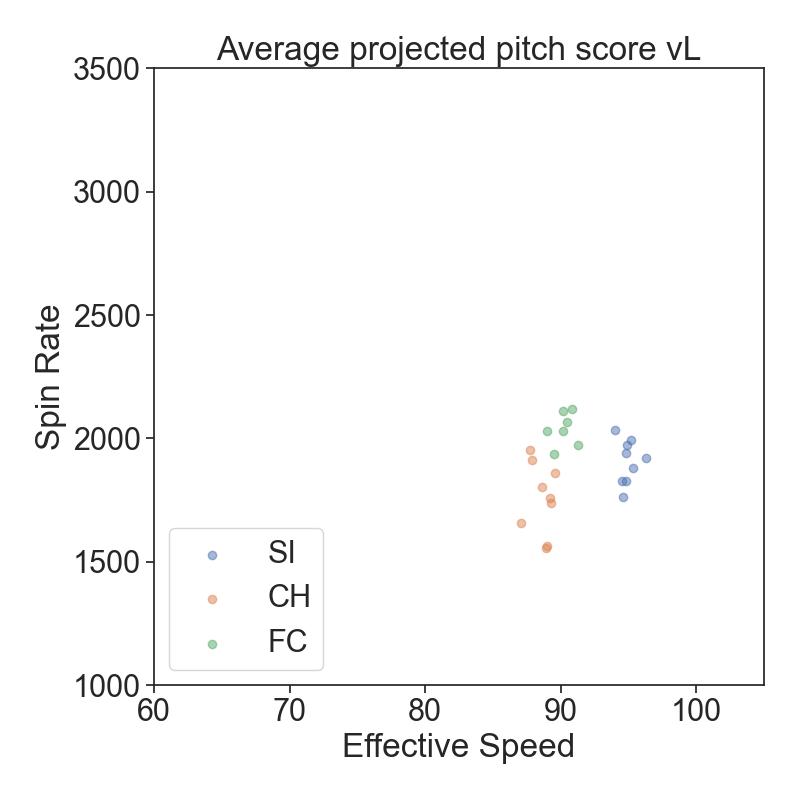 Average projected pitch score vL
3500
3000
2500
2000
1500
1000
Spin Rate
SI
CH
FC
60 70 80 90 100
Effective Speed